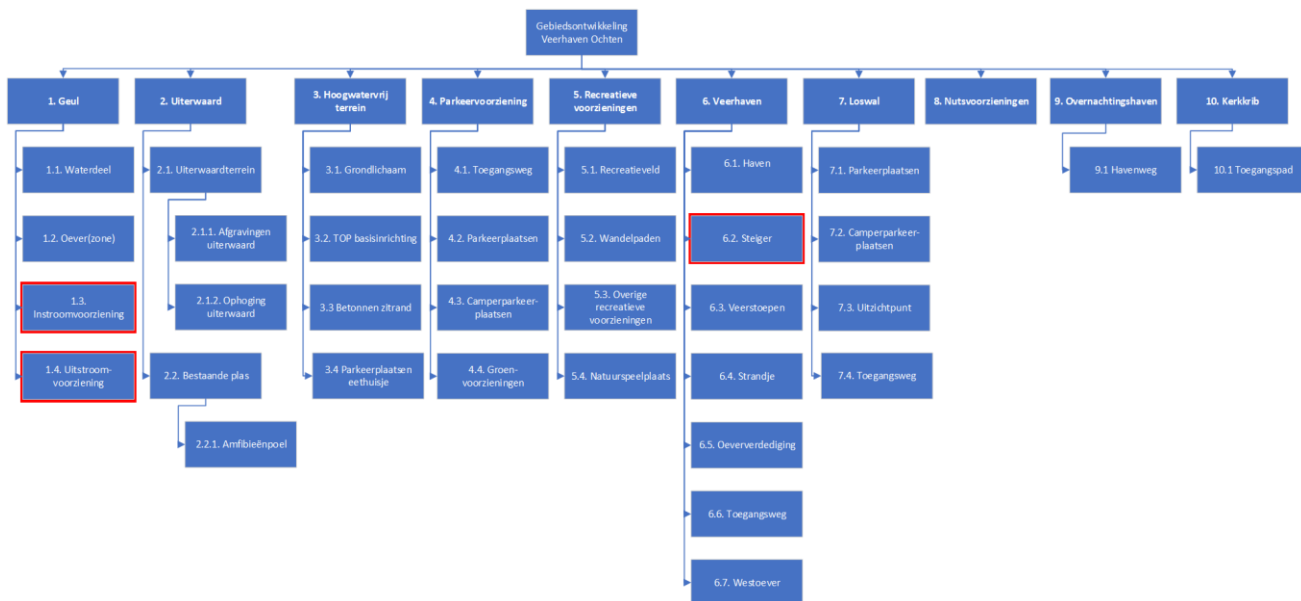 Gebiedsontwikkeling
Veerhaven Ochten
1. Geul
2. Uiterwaard
3. Hoogwatervrij
terrein
4. Parkeervoorziening
5. Recreatieve
voorzieningen
6. Veerhaven
7. Loswal
8. Nutsvoorzieningen
9. Overnachtingshaven
10. Kerkkrib
1.1. Waterdeel
1.2. Oever(zone)
1.3.
Instroomvoorziening
1.4. Uitstroom-
voorziening
2.1. Uiterwaardterrein
2.1.1. Afgravingen
uiterwaard
2.1.2. Ophoging
uiterwaard
2.2. Bestaande plas
2.2.1. Amfibieënpoel
3.1. Grondlichaam
3.2. TOP basisinrichting
3.3 Betonnen zitrand
3.4 Parkeerplaatsen
eethuisje
4.1. Toegangsweg
4.2. Parkeerplaatsen
4.3. Camperparkeer-
plaatsen
4.4. Groen-
voorzieningen
5.1. Recreatieveld
5.2. Wandelpaden
5.3. Overige
recreatieve
voorzieningen
5.4. Natuurspeelplaats
6.1. Haven
6.2. Steiger
6.3. Veerstoepen
6.4. Strandje
6.5. Oeververdediging
6.6. Toegangsweg
6.7. Westoever
7.1. Parkeerplaatsen
7.2. Camperparkeer-
plaatsen
7.3. Uitzichtpunt
7.4. Toegangsweg
9.1 Havenweg
10.1 Toegangspad